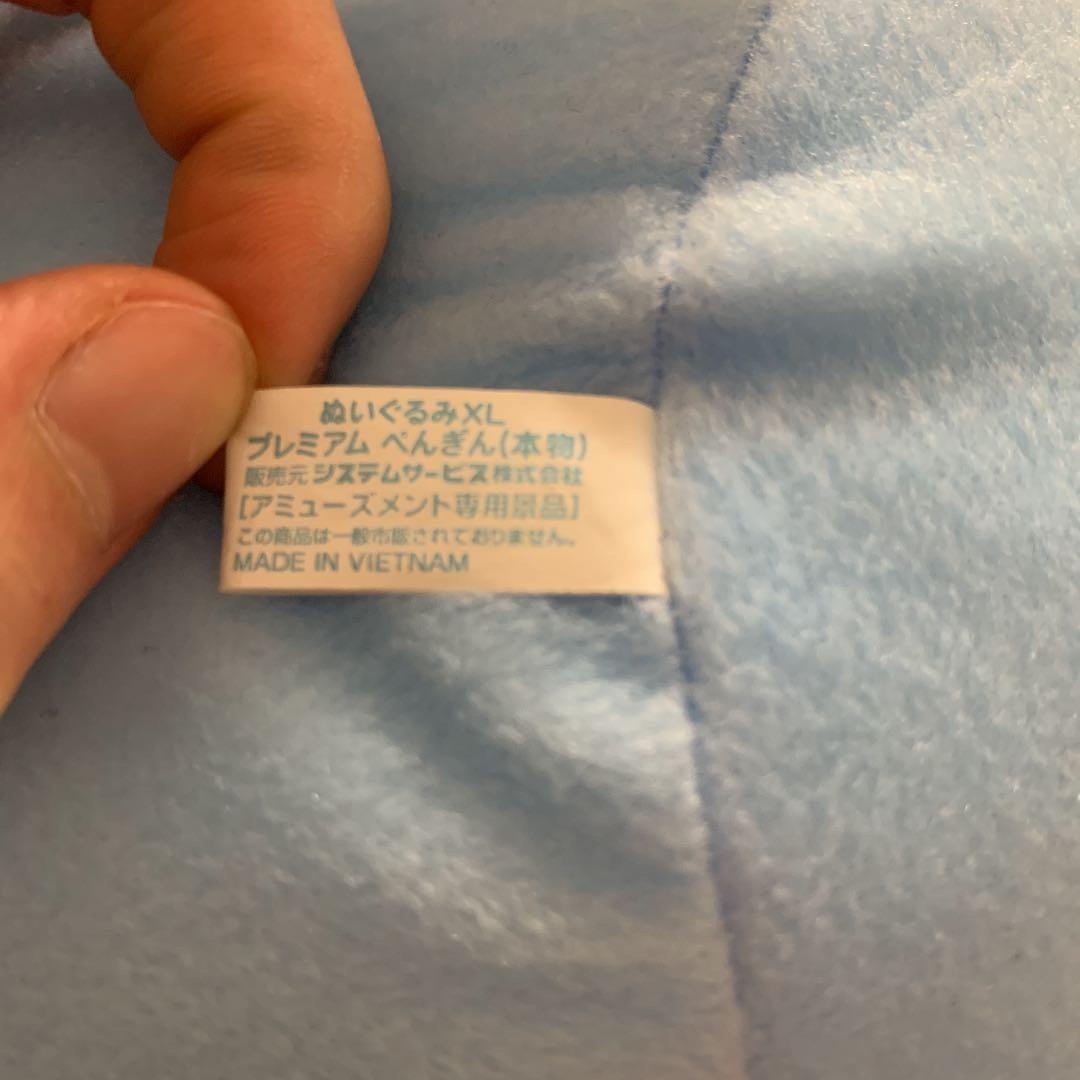 ぬいぐるみXL
プレミアム ぺんぎん(本物)
販売元 システムサービス株式会社
[アミューズメント専用景品]
この商品は一般市販されておりません。
MADE IN VIETNAM